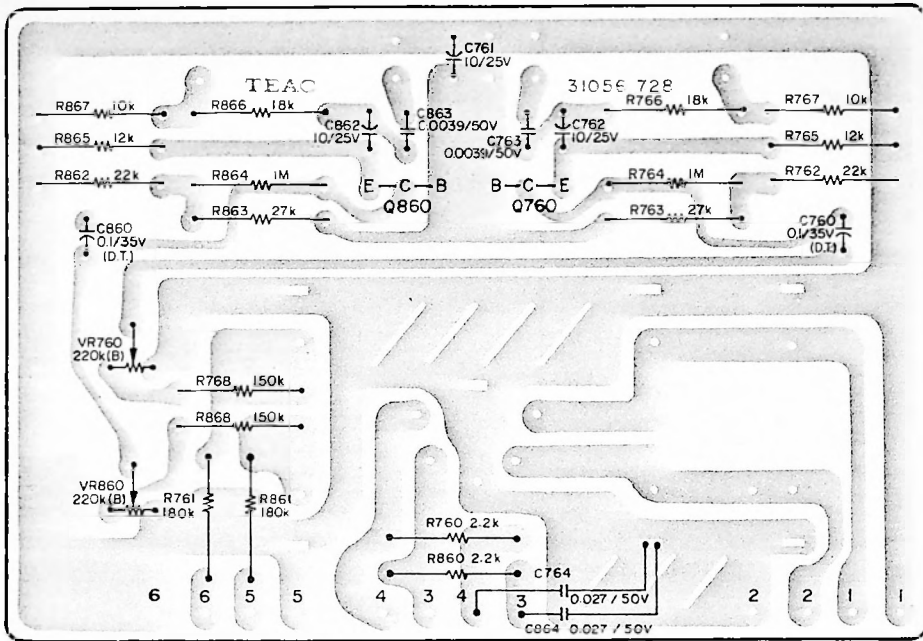 C761
10/25V
TEAC
31056 728
R867 10k
R866 18k
C862
10/25V
C863
0.0039/50V
C763
0.0039/50V
C762
10/25V
R766 18k
R767 10k
R865 12k
R765 12k
R862 22k
R864 1M
E C B
Q860
B C E
Q760
R764 1M
R762 22k
R863 27k
R763 27k
C860
0.1/35V
(D.T.)
C760
0.1/35V
(D.T.)
VR760
220k(B)
R768 150k
R868 150k
VR860
220k(B)
R761
180k
R861
180k
R760 2.2k
R860 2.2k
C764
0.027 / 50V
C864 0.027 / 50V
6 6 5 5 4 3 4 3 2 2 1 1